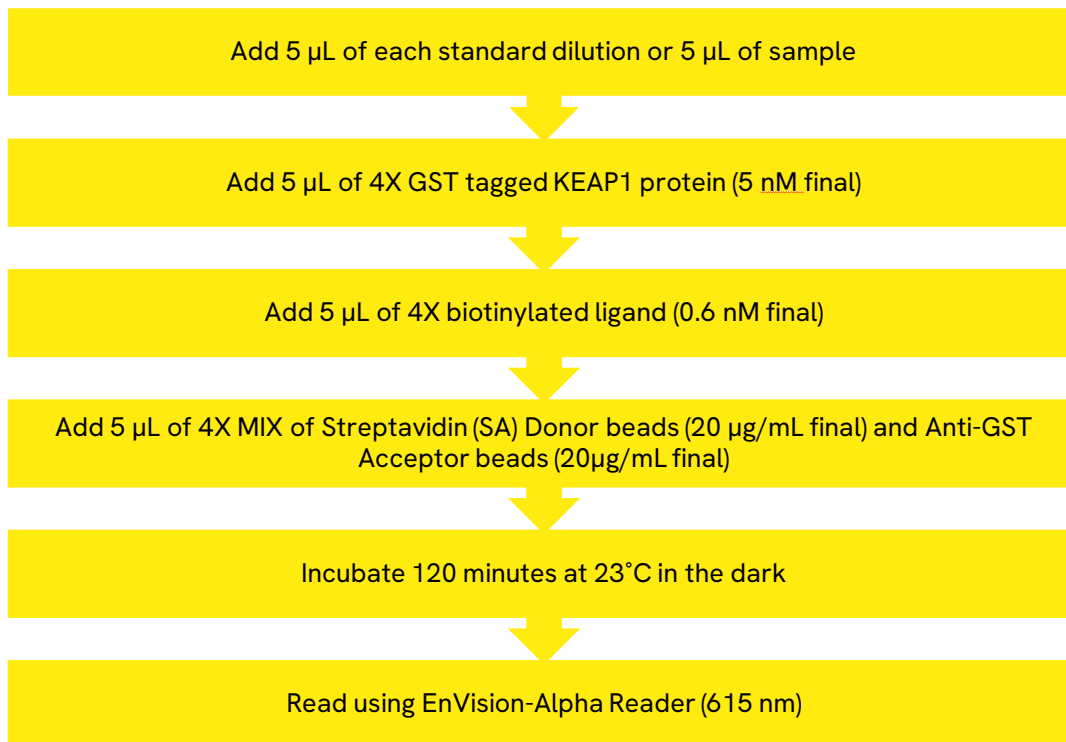 Add 5 µL of each standard dilution or 5 µL of sample
Add 5 µL of 4X GST tagged KEAP1 protein (5 nM final)
Add 5 µL of 4X biotinylated ligand (0.6 nM final)
Add 5 µL of 4X MIX of Streptavidin (SA) Donor beads (20 µg/mL final) and Anti-GST
Acceptor beads (20µg/mL final)
Incubate 120 minutes at 23˚C in the dark
Read using EnVision-Alpha Reader (615 nm)